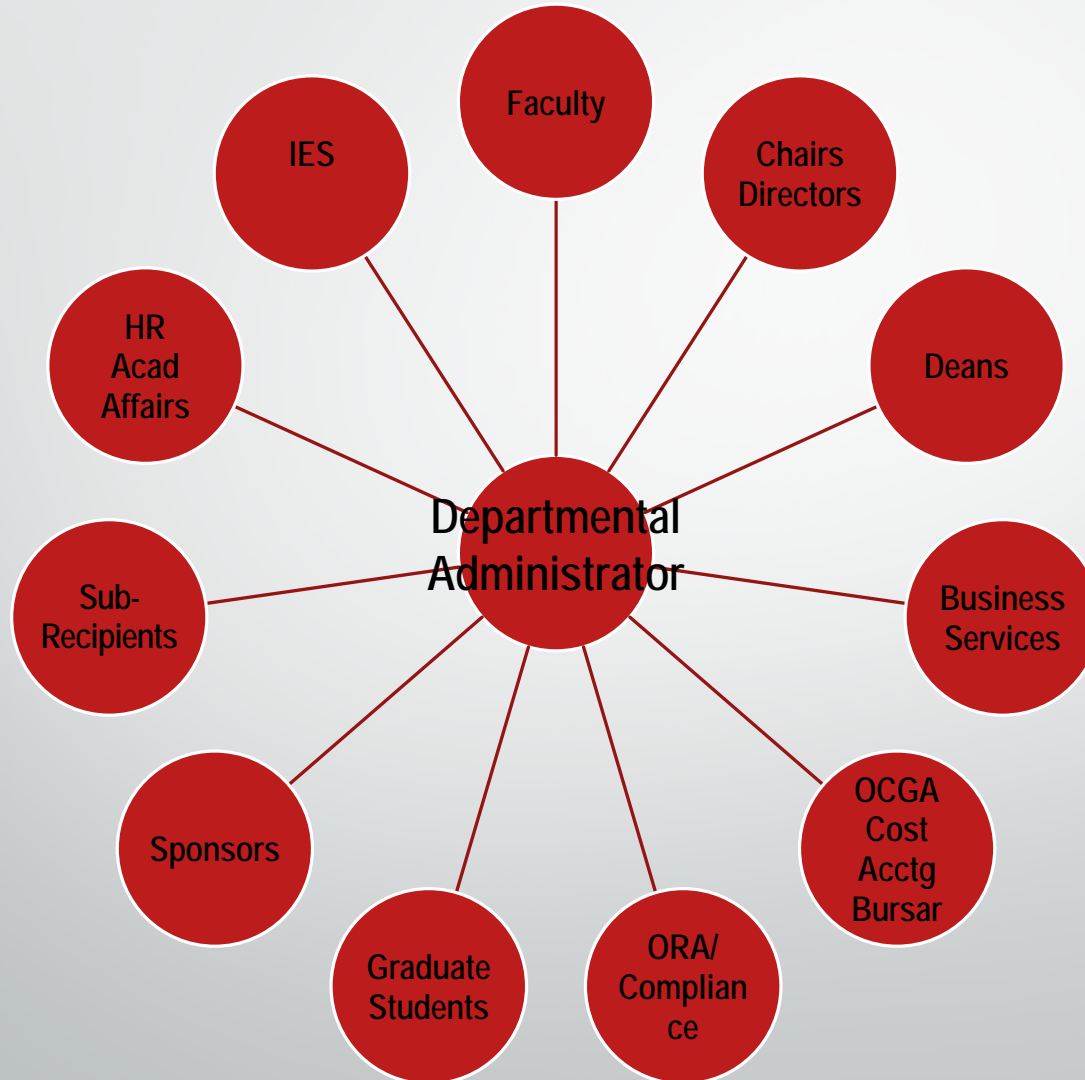 Faculty
Chairs
Directors
Deans
Business
Services
OCGA
Cost
Acctg
Bursar
ORA/
Complian
ce
Graduate
Students
Sponsors
Sub-
Recipients
HR
Acad
Affairs
IES
Departmental
Administrator